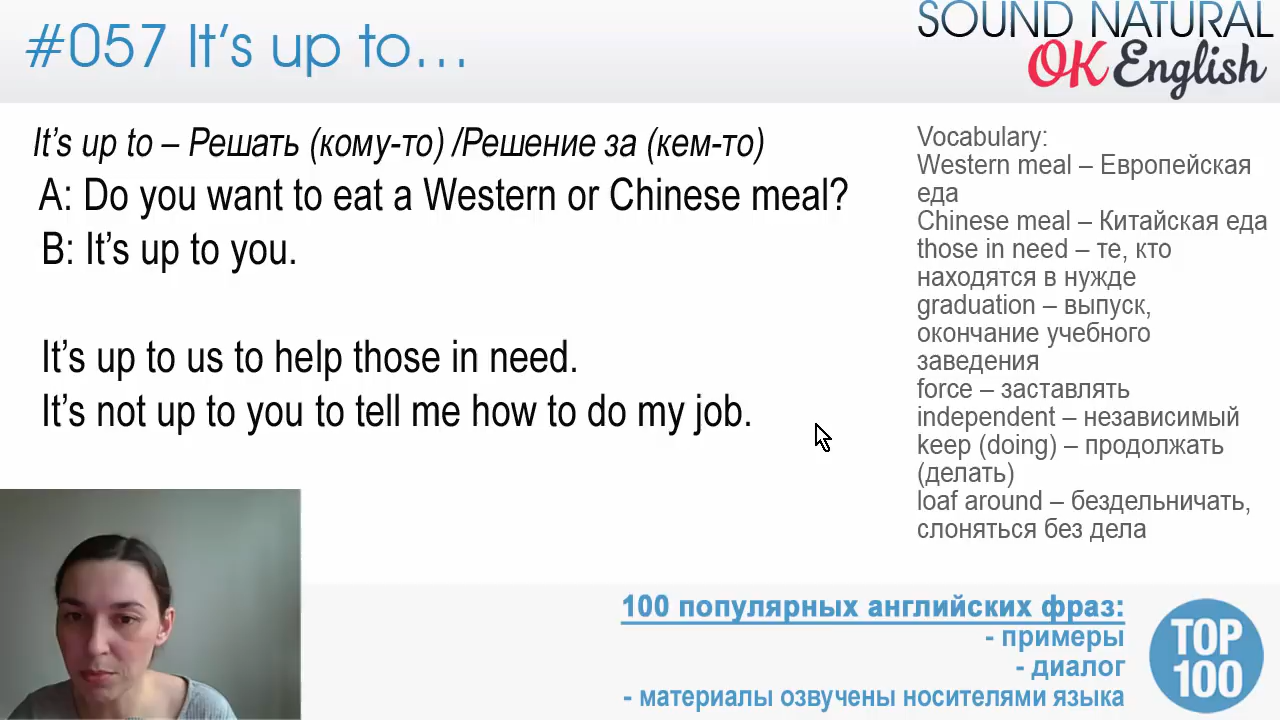 #057 It's up to...
SOUND NATURAL
OK English
It's up to – Решать (кому-то) /Решение за (кем-то)
A: Do you want to eat a Western or Chinese meal?
B: It's up to you.
It's up to us to help those in need.
It's not up to you to tell me how to do my job.
Vocabulary:
Western meal – Европейская
еда
Chinese meal – Китайская еда
those in need – те, кто
находятся в нужде
graduation – выпуск,
окончание учебного
заведения
force – заставлять
independent – независимый
keep (doing) – продолжать
(делать)
loaf around – бездельничать,
слоняться без дела
100 популярных английских фраз:
- примеры
- диалог
- материалы озвучены носителями языка
TOP
100